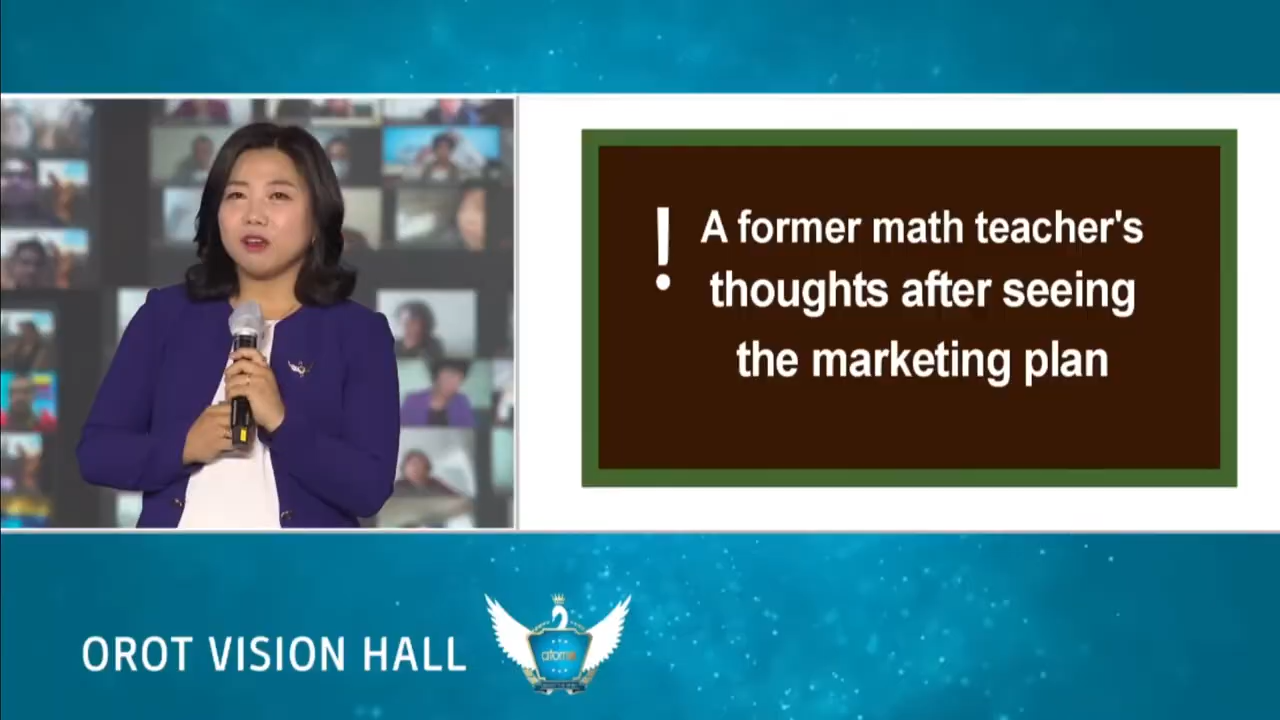 ! A former math teacher's
thoughts after seeing
the marketing plan
OROT VISION HALL
atomy